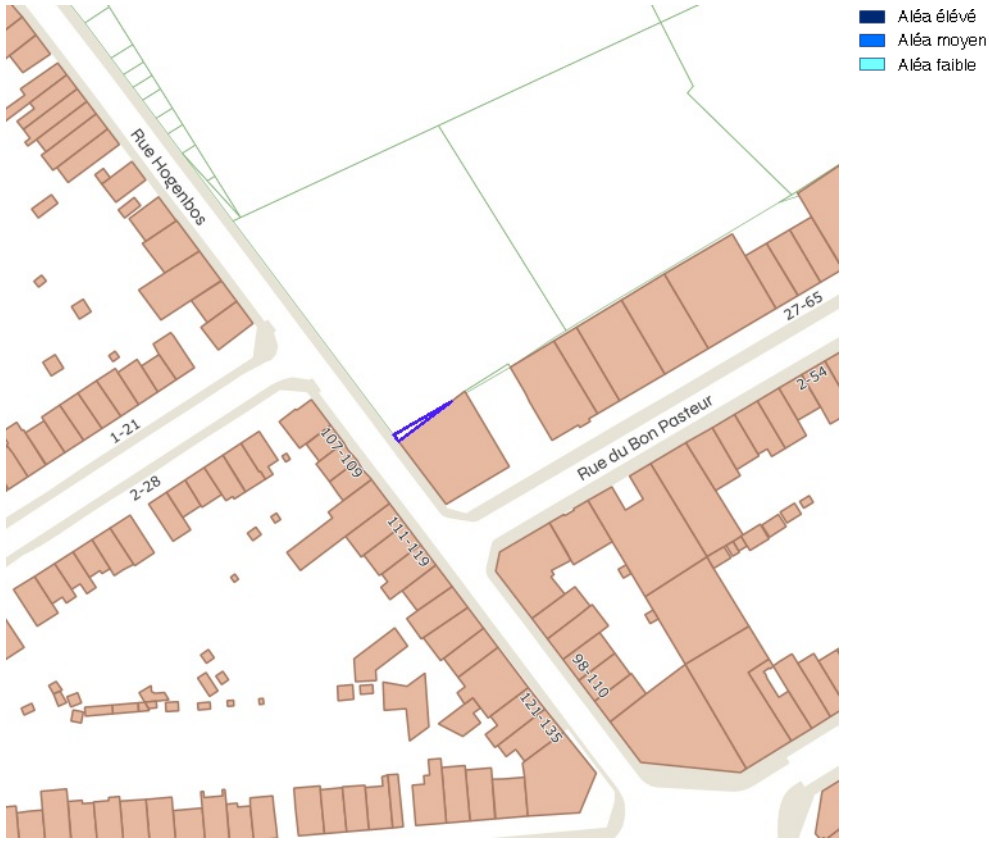 Aléa élévé
Aléa moyen
Aléa faible
Rue Hogenbos
27-65
2-54
Rue du Bon Pasteur
1-21
107-109
2-28
111-119
98-110
121-135